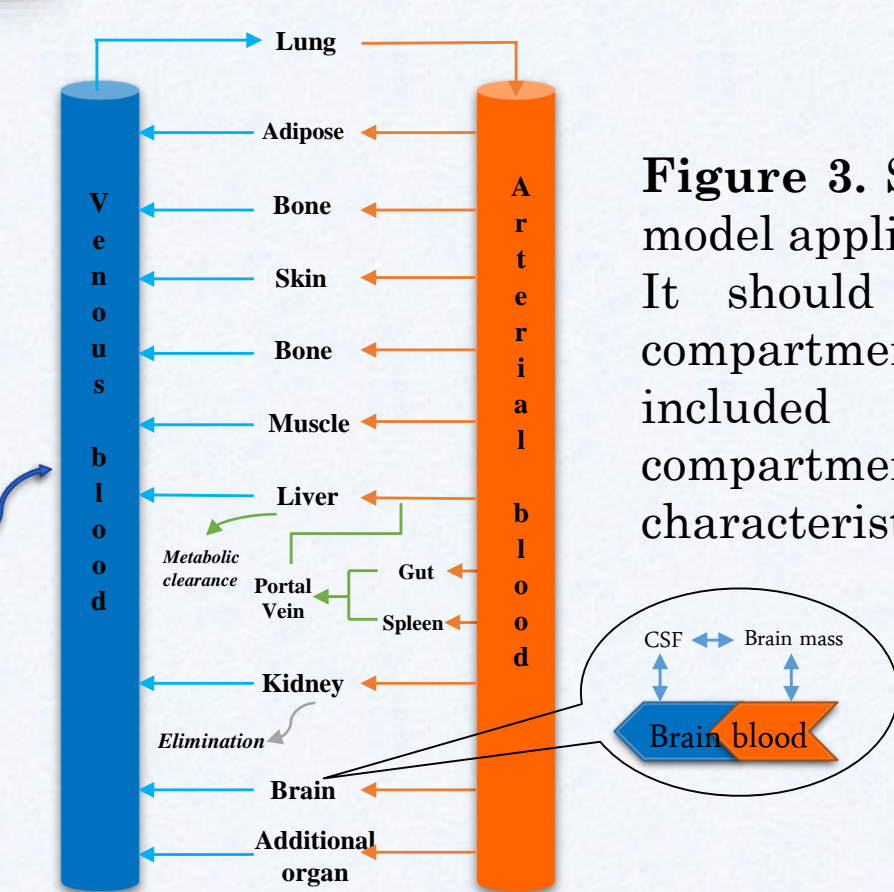 Lung
Adipose
Bone
Skin
Bone
Muscle
Liver
Metabolic
clearance
Portal
Vein
Gut
Spleen
Kidney
Elimination
Brain
Additional
organ
Venous blood
Arterial blood
Figure 3. S
model appli
It should
compartme
included
compartme
characterist
CSF Brain mass
Brain blood